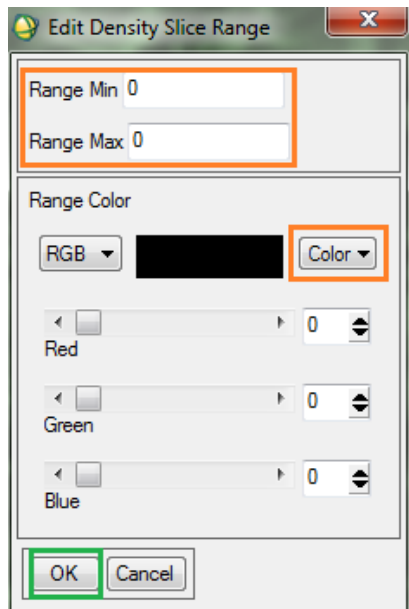 Edit Density Slice Range
Range Min 0
Range Max 0
Range Color
RGB Color
0
Red
0
Green
0
Blue
OK Cancel